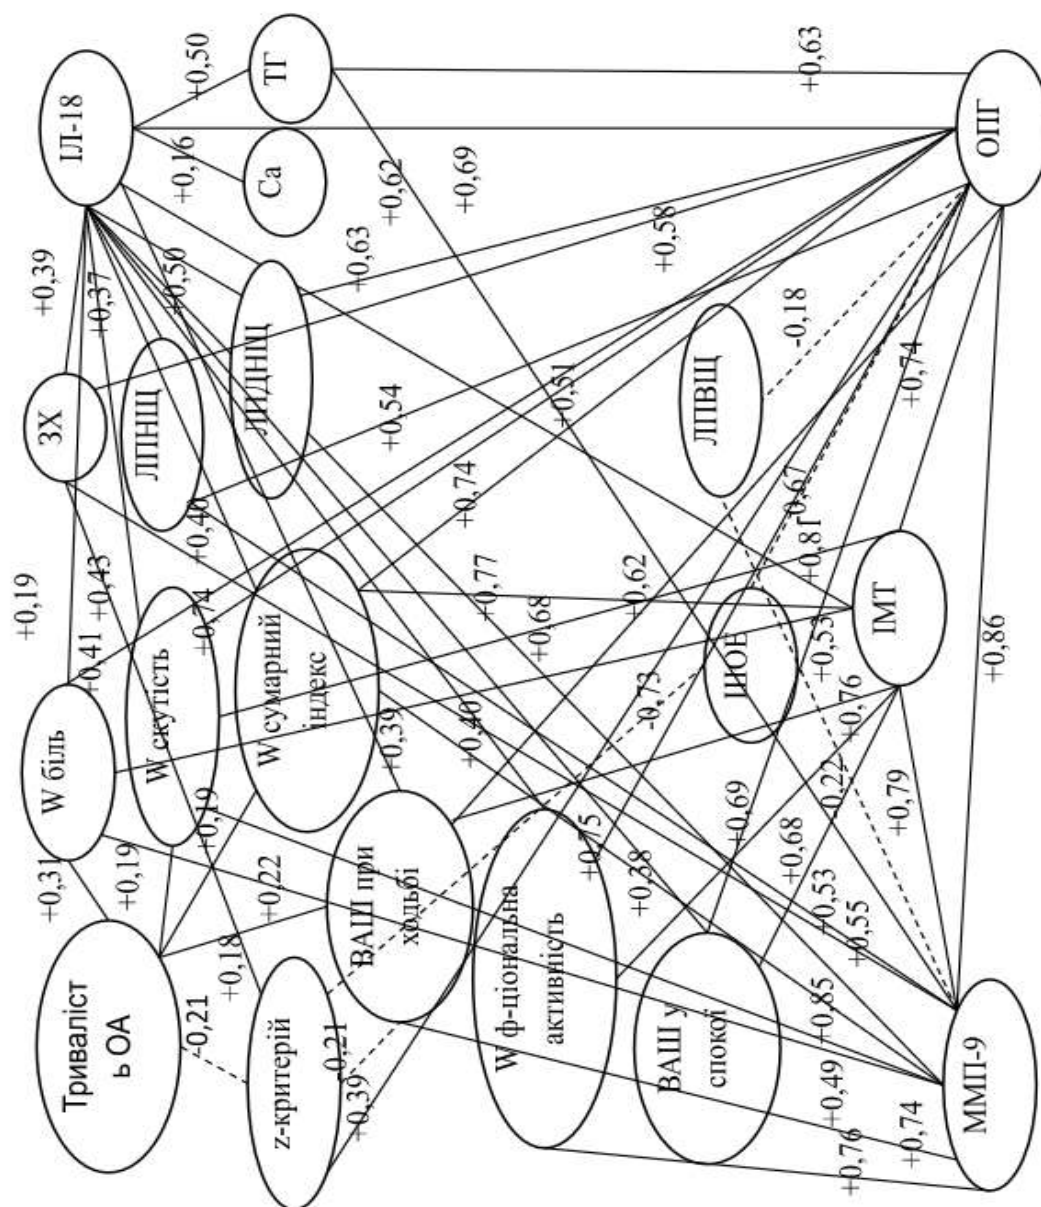 Тривалість
ь ОА
W біль
ЗХ
ІЛ-18
z-критерій
W скутість
ЛПНЩ
Са
ТГ
W сумарний
індекс
ЛПДНЩ
ВАШ при
ходьбі
W ф-ціональна
активність
ВАШ у
спокої
ШОЕ
ЛПВЩ
ММП-9
ІМТ
ОПГ
+0,31
+0,19
+0,39
+0,19
+0,41
+0,43
+0,37
+0,16
+0,50
-0,21
+0,18
+0,22
+0,19
+0,74
+0,46
+0,50
-0,21
+0,39
+0,39
+0,54
+0,63
+0,62
+0,40
+0,68
+0,77
+0,74
+0,69
+0,75
+0,38
-0,73
+0,62
+0,51
+0,58
+0,69
+0,68
+0,53
+0,81
-0,18
+0,63
+0,76
+0,49
+0,85
+0,55
+0,53
+0,76
+0,74
+0,79
+0,74
+0,86